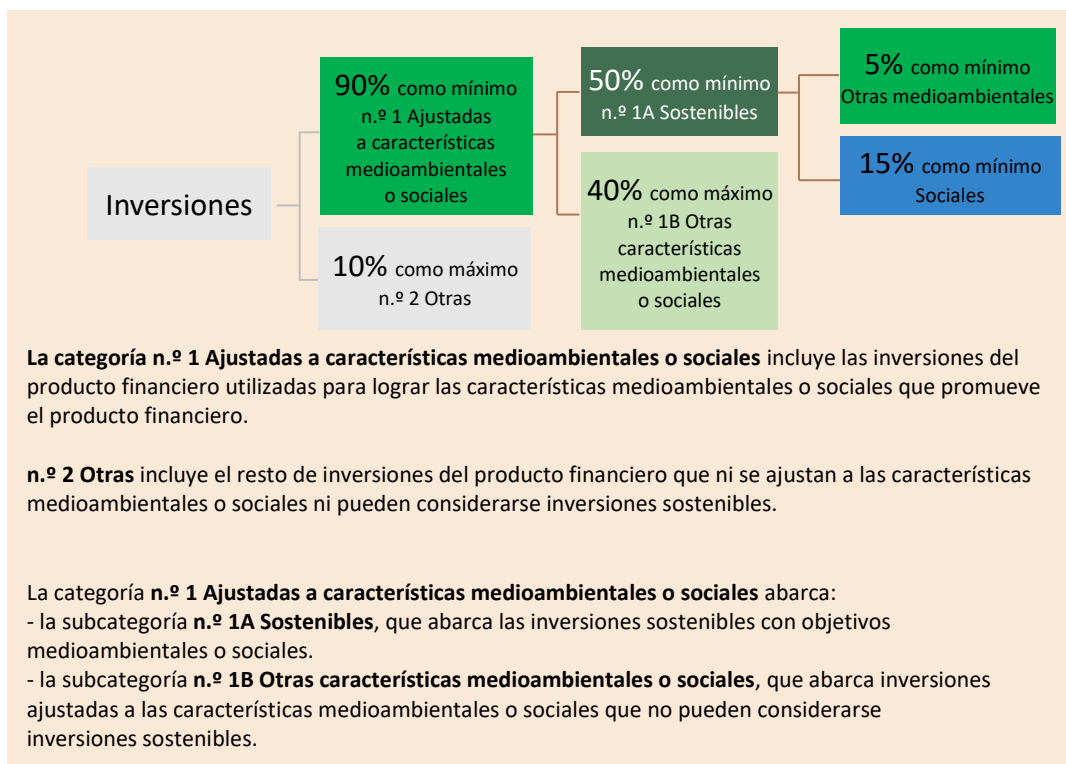 Inversiones
90% como mínimo
n.º 1 Ajustadas
a características
medioambientales
o sociales
10% como máximo
n.º 2 Otras
50% como mínimo
n.º 1A Sostenibles
40% como máximo
n.º 1B Otras
características
medioambientales
o sociales
5% como mínimo
Otras medioambientales
15% como mínimo
Sociales
La categoría n.º 1 Ajustadas a características medioambientales o sociales incluye las inversiones del
producto financiero utilizadas para lograr las características medioambientales o sociales que promueve
el producto financiero.
n.º 2 Otras incluye el resto de inversiones del producto financiero que ni se ajustan a las características
medioambientales o sociales ni pueden considerarse inversiones sostenibles.
La categoría n.º 1 Ajustadas a características medioambientales o sociales abarca:
- la subcategoría n.º 1A Sostenibles, que abarca las inversiones sostenibles con objetivos
medioambientales o sociales.
- la subcategoría n.º 1B Otras características medioambientales o sociales, que abarca inversiones
ajustadas a las características medioambientales o sociales que no pueden considerarse
inversiones sostenibles.